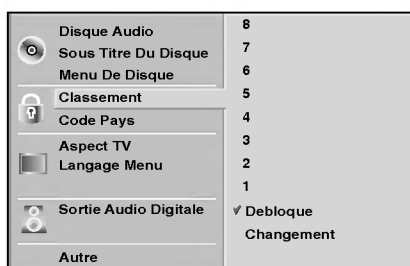 Disque Audio
Sous Titre Du Disque
Menu De Disque
Classement
Code Pays
Aspect TV
Langage Menu
Sortie Audio Digitale
Autre
8
7
6
5
4
3
2
1
Debloque
Changement